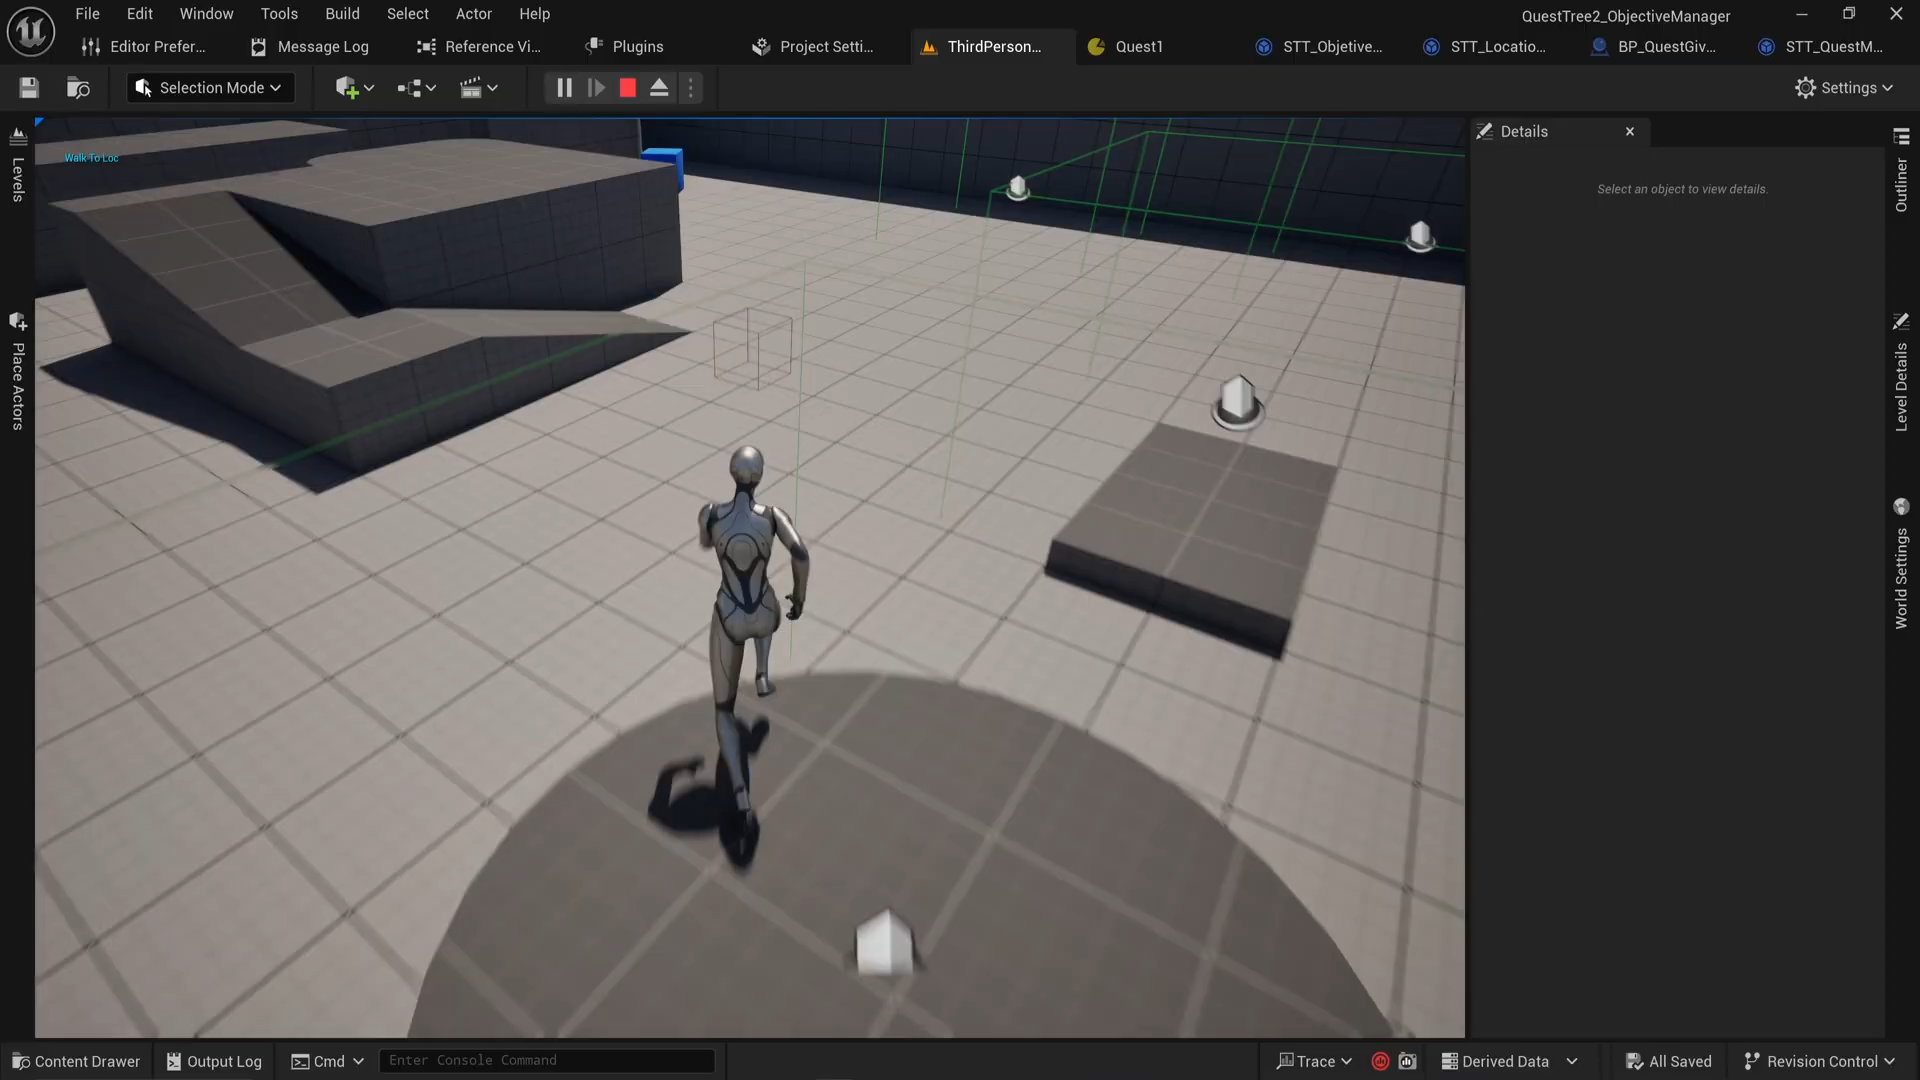 File Edit Window Tools Build Select Actor Help QuestTree2_ObjectiveManager
Editor Prefer... Message Log Reference Vi... Plugins Project Setti... ThirdPerson... Quest1 STT_Objetive... STT_Locatio... BP_QuestGiv... STT_QuestM...
Selection Mode Settings
Details
Walk To Loc
Select an object to view details.
Levels
Place Actors
Outliner
Level Details
World Settings
Content Drawer Output Log Cmd Enter Console Command Trace Derived Data All Saved Revision Control